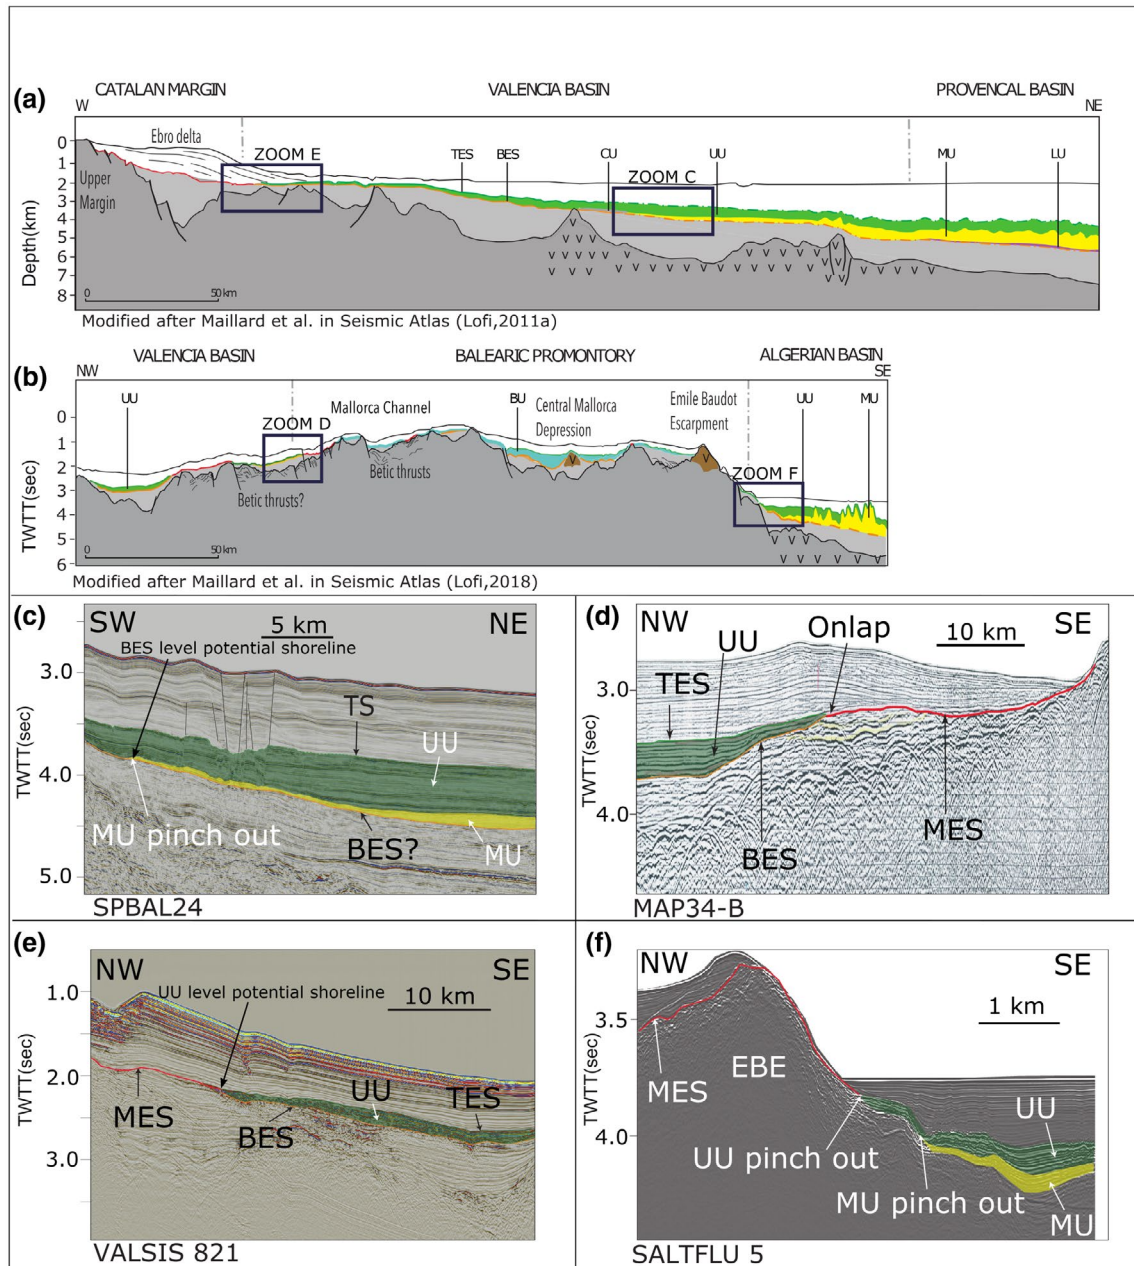 (a)
CATALAN MARGIN VALENCIA BASIN PROVENCAL BASIN
W NE
Ebro delta
ZOOM E
TES BES CU UU MU LU
ZOOM C
Upper
Margin
0
1
2
3
4
5
6
7
8
Depth(km)
V V V V V V V V V V V V V V V V V V V V V V V V V V V V V V V V V V V V V V V V
0 50 km
Modified after Maillard et al. in Seismic Atlas (Lofi,2011a)
(b)
VALENCIA BASIN BALEARIC PROMONTORY ALGERIAN BASIN
NW SE
UU
ZOOM D
Mallorca Channel
BU
Central Mallorca
Depression
Emile Baudot
Escarpment
UU MU
ZOOM F
Betic thrusts
Betic thrusts?
0
1
2
3
4
5
6
TWTT(sec)
V V V V V V V V V
0 50 km
Modified after Maillard et al. in Seismic Atlas (Lofi,2018)
(c)
SW NE
5 km
BES level potential shoreline
TS
UU
MU pinch out
BES?
MU
3.0
4.0
5.0
TWTT(sec)
SPBAL24
(d)
NW SE
Onlap
10 km
UU
TES
BES
MES
3.0
4.0
TWTT(sec)
MAP34-B
(e)
NW SE
UU level potential shoreline
10 km
UU
TES
MES
BES
1.0
2.0
3.0
TWTT(sec)
VALSIS 821
(f)
NW SE
1 km
EBE
MES
UU
UU pinch out
MU pinch out
MU
3.5
4.0
TWTT(sec)
SALTFLU 5